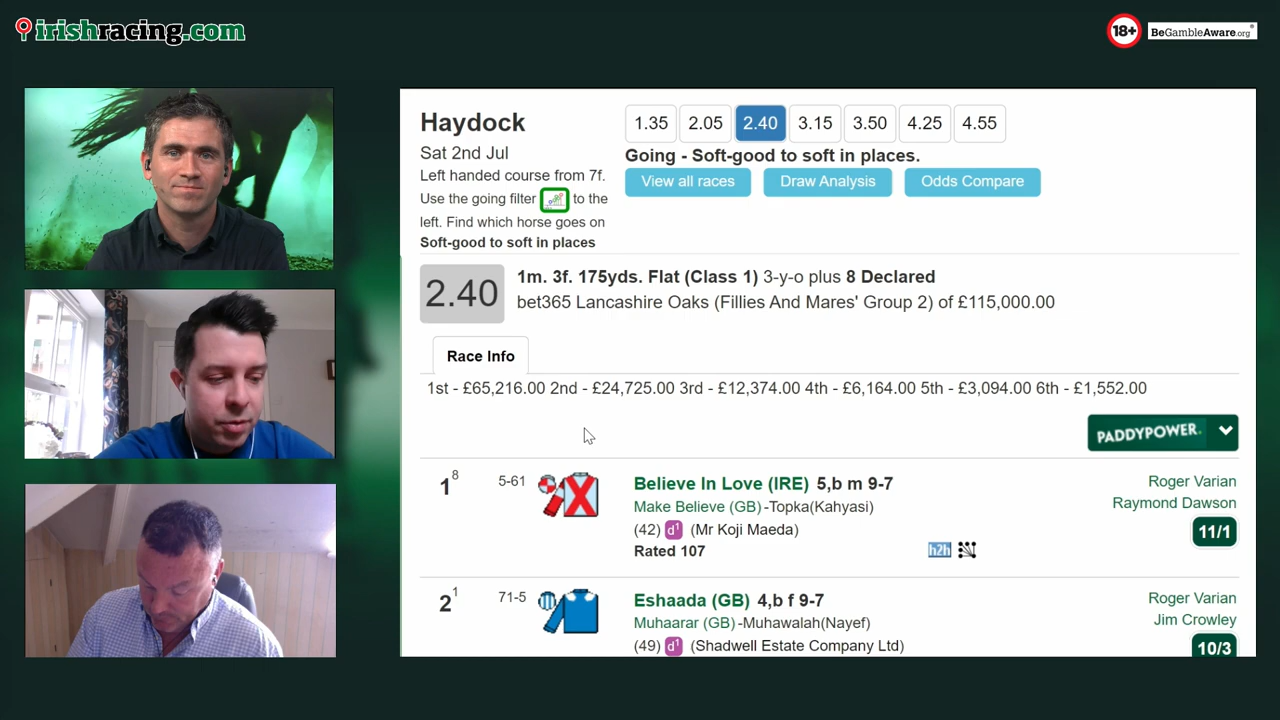 irishracing.com
18+
BeGambleAware.org®
Haydock
1.35 2.05 2.40 3.15 3.50 4.25 4.55
Sat 2nd Jul
Going - Soft-good to soft in places.
Left handed course from 7f.
View all races Draw Analysis Odds Compare
Use the going filter to the
left. Find which horse goes on
Soft-good to soft in places
2.40
1m. 3f. 175yds. Flat (Class 1) 3-y-o plus 8 Declared
bet365 Lancashire Oaks (Fillies And Mares' Group 2) of £115,000.00
Race Info
1st - £65,216.00 2nd - £24,725.00 3rd - £12,374.00 4th - £6,164.00 5th - £3,094.00 6th - £1,552.00
PADDYPOWER.
1 8 5-61 Believe In Love (IRE) 5,b m 9-7 Roger Varian
Make Believe (GB)-Topka(Kahyasi) Raymond Dawson
(42) d1 (Mr Koji Maeda) 11/1
Rated 107 h2h
2 1 71-5 Eshaada (GB) 4,b f 9-7 Roger Varian
Muhaarar (GB)-Muhawalah(Nayef) Jim Crowley
(49) d1 (Shadwell Estate Company Ltd) 10/3